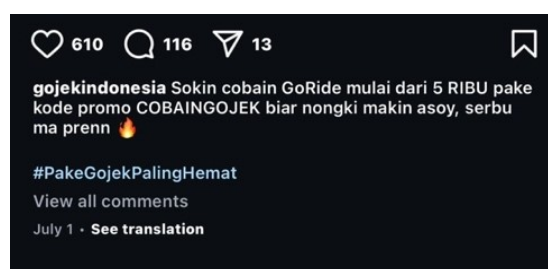 610 116 13
gojekindonesia Sokin cobain GoRide mulai dari 5 RIBU pake
kode promo COBAINGOJEK biar nongki makin asoy, serbu
ma prenn 🔥
#PakeGojekPalingHemat
View all comments
July 1 • See translation